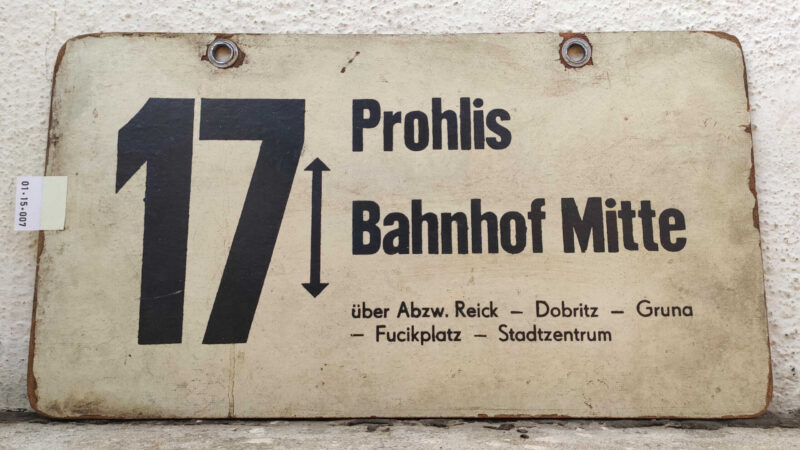 17
Prohlis
Bahnhof Mitte
über Abzw. Reick – Dobritz – Gruna
– Fucikplatz – Stadtzentrum
01-15-007